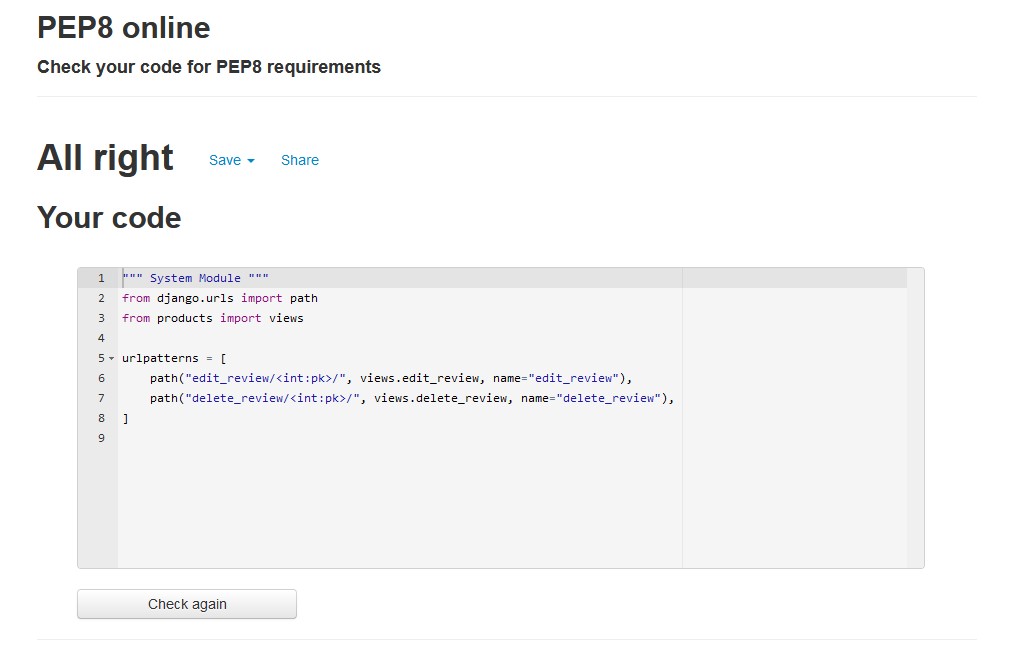 PEP8 online
Check your code for PEP8 requirements
All right Save Share
Your code
1 """ System Module """
2 from django.urls import path
3 from products import views
4
5 urlpatterns = [
6     path("edit_review/<int:pk>/", views.edit_review, name="edit_review"),
7     path("delete_review/<int:pk>/", views.delete_review, name="delete_review"),
8 ]
9
Check again